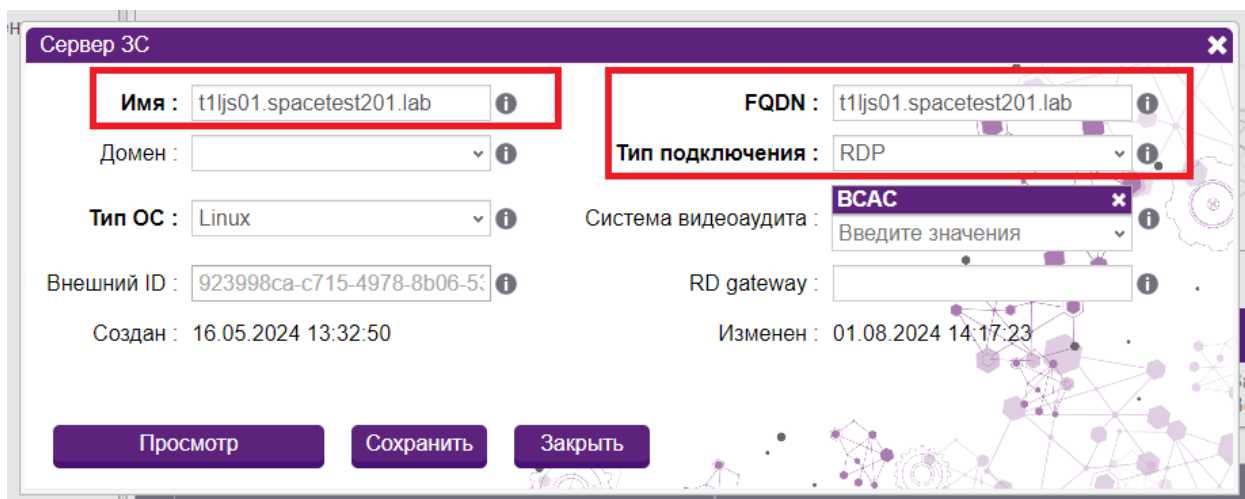 Сервер ЗС
Имя : t1ljs01.spacetest201.lab
FQDN : t1ljs01.spacetest201.lab
Домен :
Тип подключения : RDP
Тип ОС : Linux
Система видеоаудита : ВСАС
Введите значения
Внешний ID : 923998ca-c715-4978-8b06-53
RD gateway :
Создан : 16.05.2024 13:32:50
Изменен : 01.08.2024 14:17:23
Просмотр
Сохранить
Закрыть